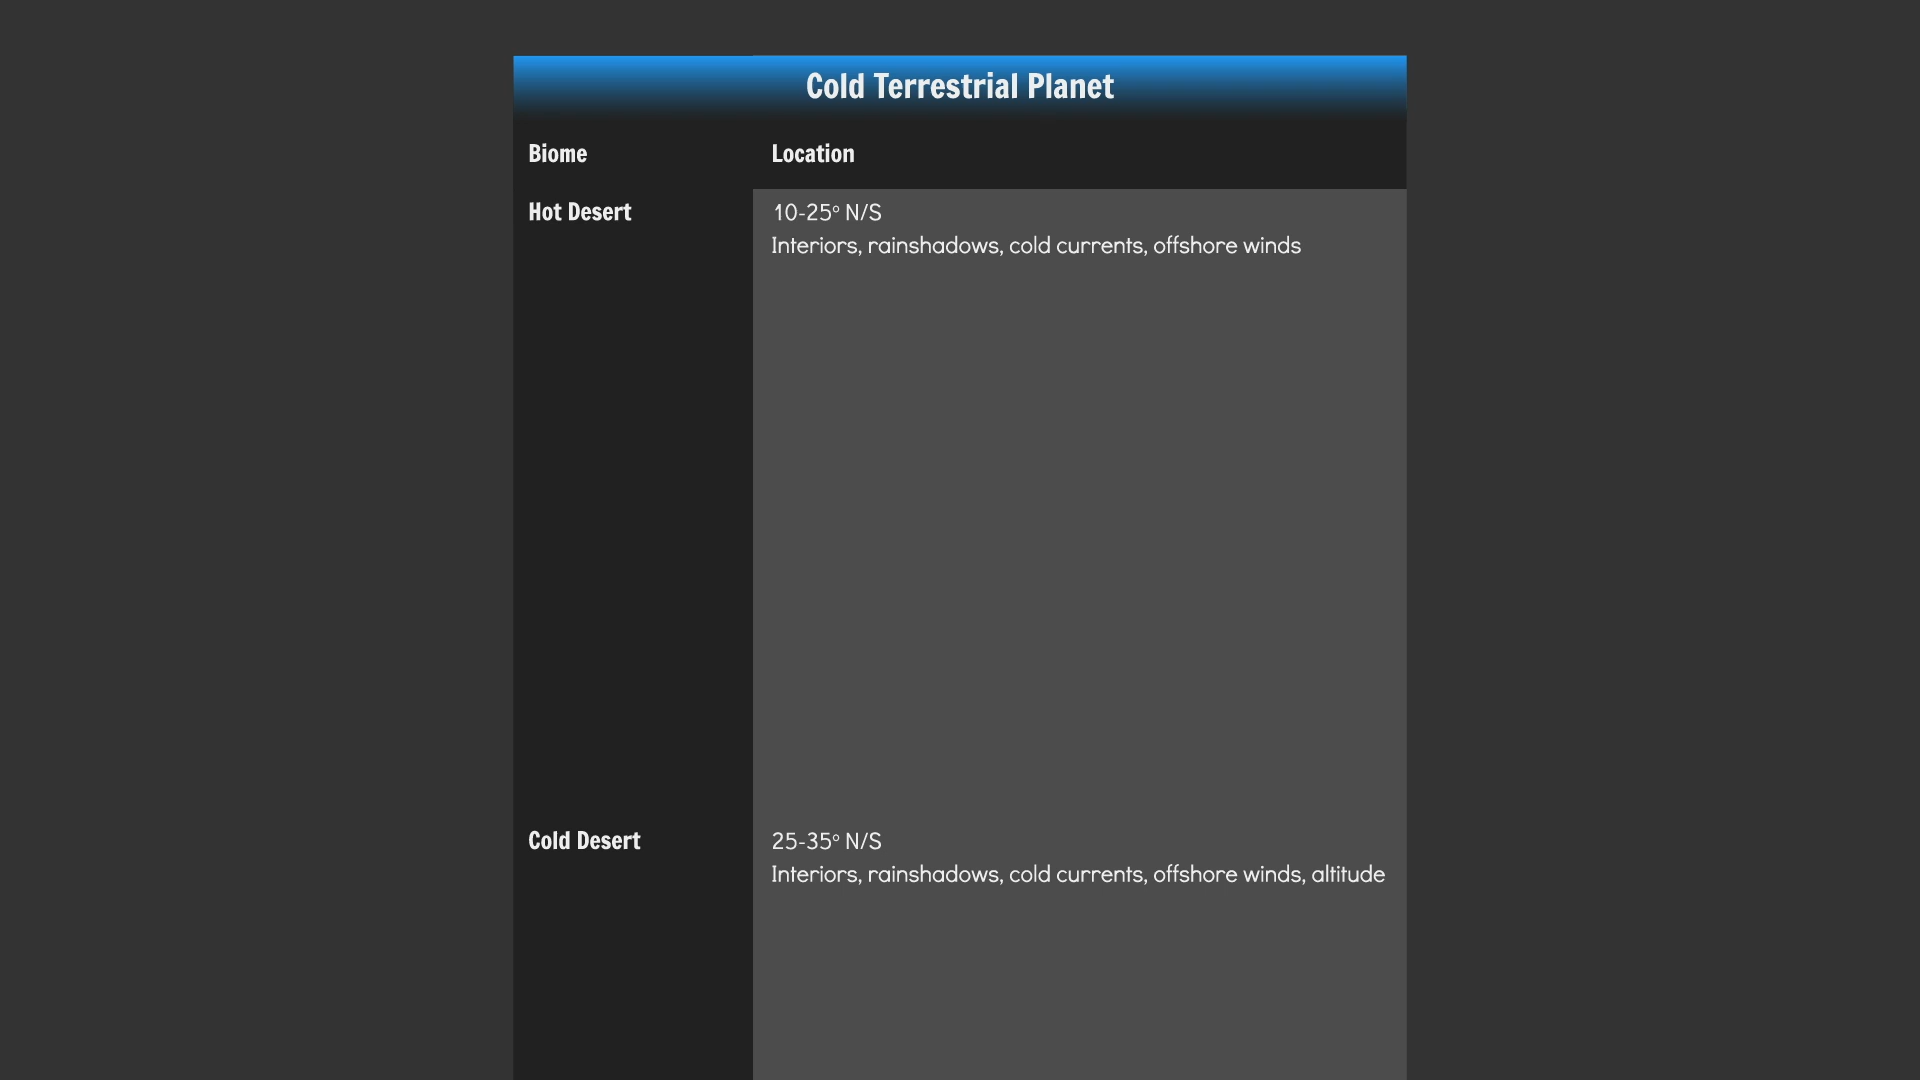 Cold Terrestrial Planet
Biome
Location
Hot Desert
10-25° N/S
Interiors, rainshadows, cold currents, offshore winds
Cold Desert
25-35° N/S
Interiors, rainshadows, cold currents, offshore winds, altitude